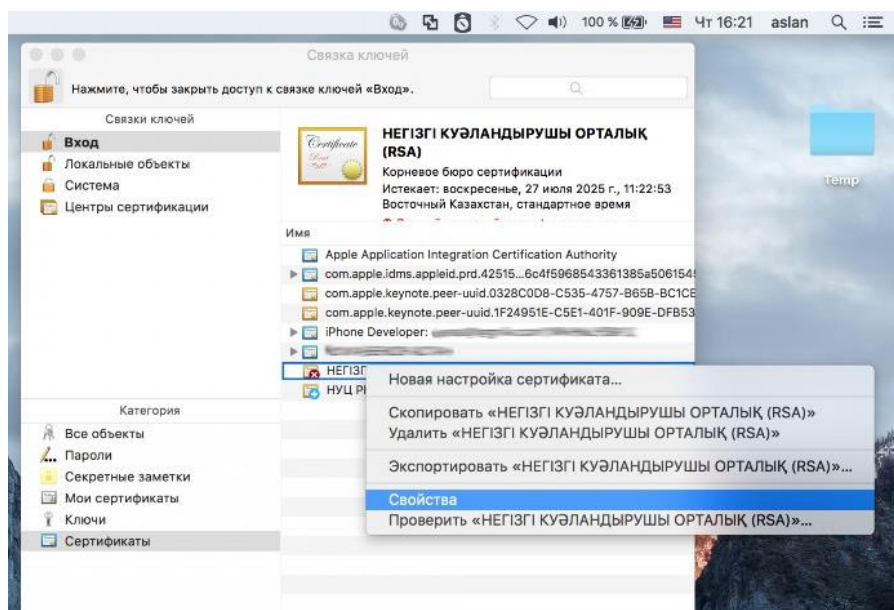 100 % Чт 16:21 aslan
Связка ключей
Нажмите, чтобы закрыть доступ к связке ключей «Вход».
Связки ключей
Вход
Локальные объекты
Система
Центры сертификации
Certificate
НЕГІЗГІ КУӘЛАНДЫРУШЫ ОРТАЛЫҚ
(RSA)
Корневое бюро сертификации
Истекает: воскресенье, 27 июля 2025 г., 11:22:53
Восточный Казахстан, стандартное время
Temp
Имя
Apple Application Integration Certification Authority
com.apple.idms.appleid.prd.42515...6c4f5968543361385a506154
com.apple.keynote.peer-uuid.0328C0D8-C535-4757-B65B-BC1CE
com.apple.keynote.peer-uuid.1F24951E-C5E1-401F-909E-DFB53
iPhone Developer:
НЕГІЗГ
НУЦ
Новая настройка сертификата...
Скопировать «НЕГІЗГІ КУӘЛАНДЫРУШЫ ОРТАЛЫҚ (RSA)»
Удалить «НЕГІЗГІ КУӘЛАНДЫРУШЫ ОРТАЛЫҚ (RSA)»
Экспортировать «НЕГІЗГІ КУӘЛАНДЫРУШЫ ОРТАЛЫҚ (RSA)»...
Свойства
Проверить «НЕГІЗГІ КУӘЛАНДЫРУШЫ ОРТАЛЫҚ (RSA)»...
Категория
Все объекты
Пароли
Секретные заметки
Мои сертификаты
Ключи
Сертификаты